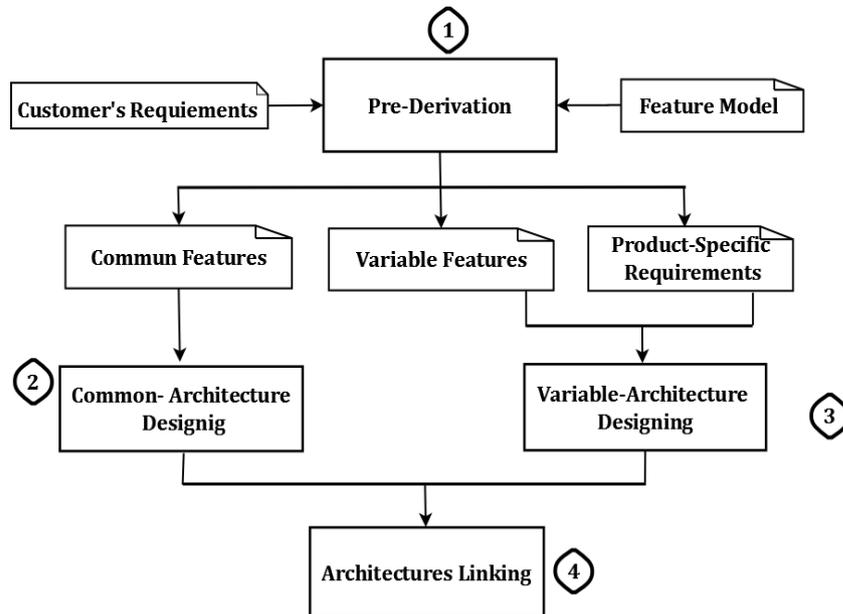 1
Customer's Requiements
Pre-Derivation
Feature Model
Commun Features
Variable Features
Product-Specific
Requirements
2
Common- Architecture
Designig
Variable-Architecture
Designing
3
Architectures Linking
4